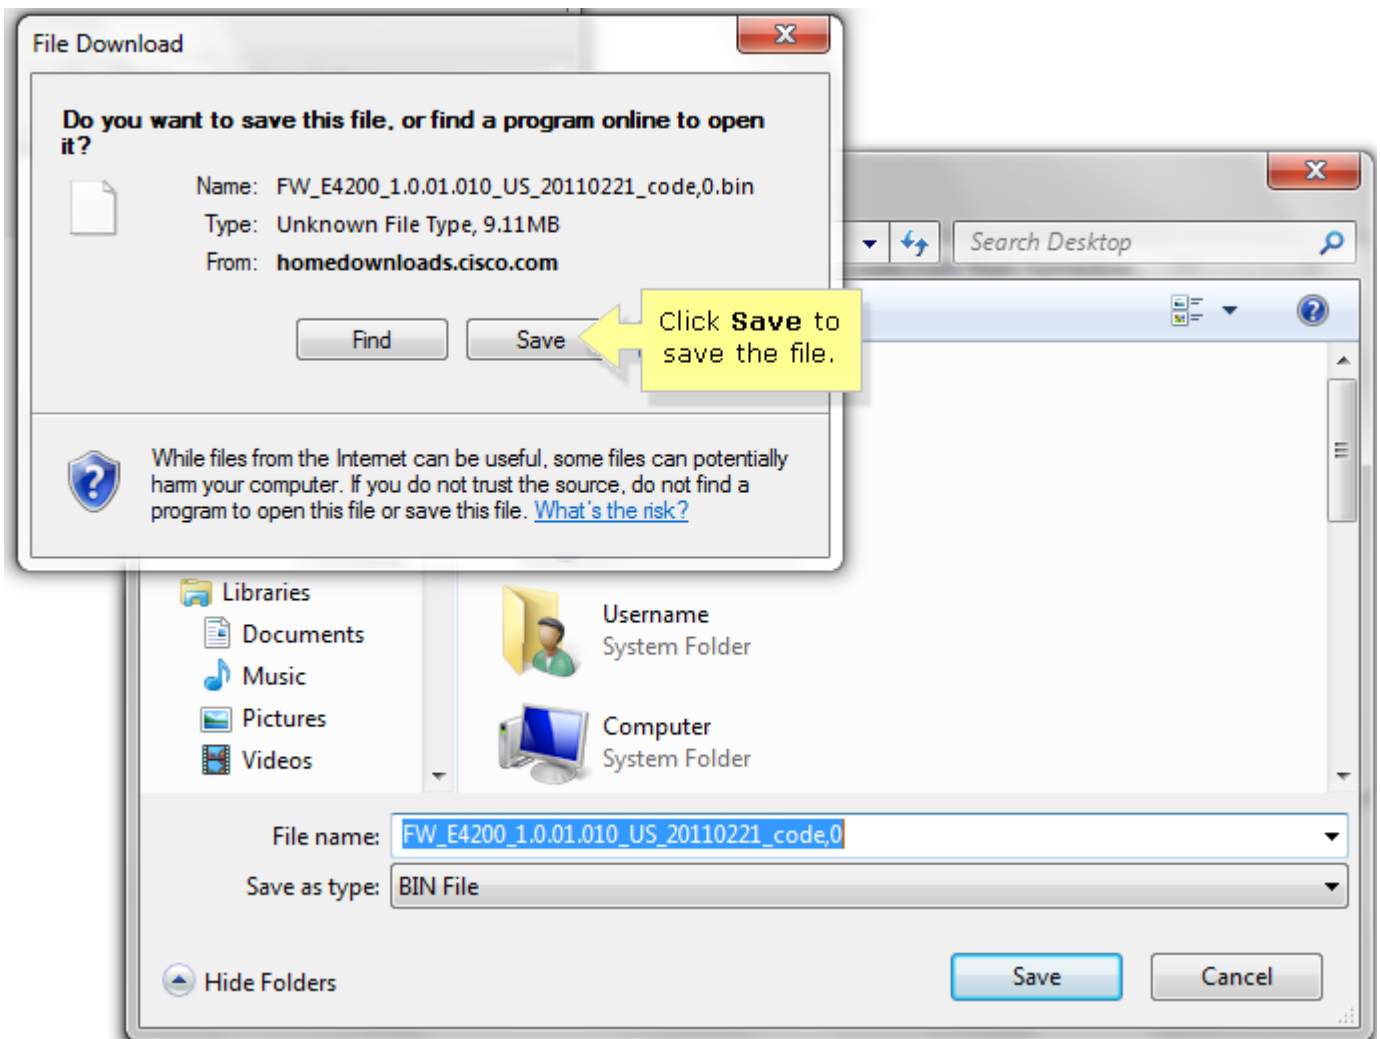 File Download
Do you want to save this file, or find a program online to open
it?
Name: FW_E4200_1.0.01.010_US_20110221_code,0.bin
Type: Unknown File Type, 9.11MB
From: homedownloads.cisco.com
Find
Save
Click Save to
save the file.
While files from the Internet can be useful, some files can potentially
harm your computer. If you do not trust the source, do not find a
program to open this file or save this file. What's the risk?
Search Desktop
Libraries
Documents
Music
Pictures
Videos
Username
System Folder
Computer
System Folder
File name: FW_E4200_1.0.01.010_US_20110221_code,0
Save as type: BIN File
Hide Folders
Save
Cancel